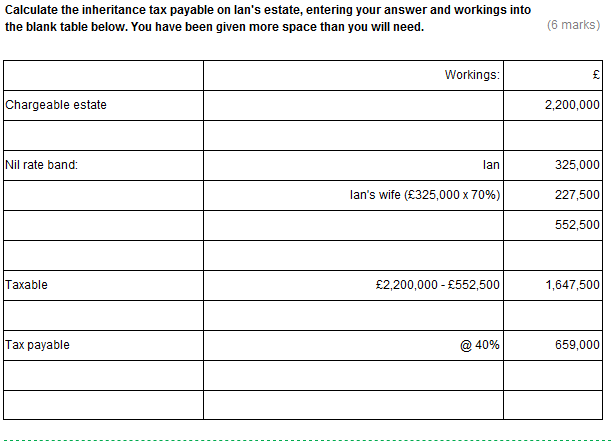 Calculate the inheritance tax payable on Ian's estate, entering your answer and workings into
the blank table below. You have been given more space than you will need. (6 marks)
Workings: £
Chargeable estate 2,200,000
Nil rate band: Ian 325,000
Ian's wife (£325,000 x 70%) 227,500
552,500
Taxable £2,200,000 - £552,500 1,647,500
Tax payable @ 40% 659,000